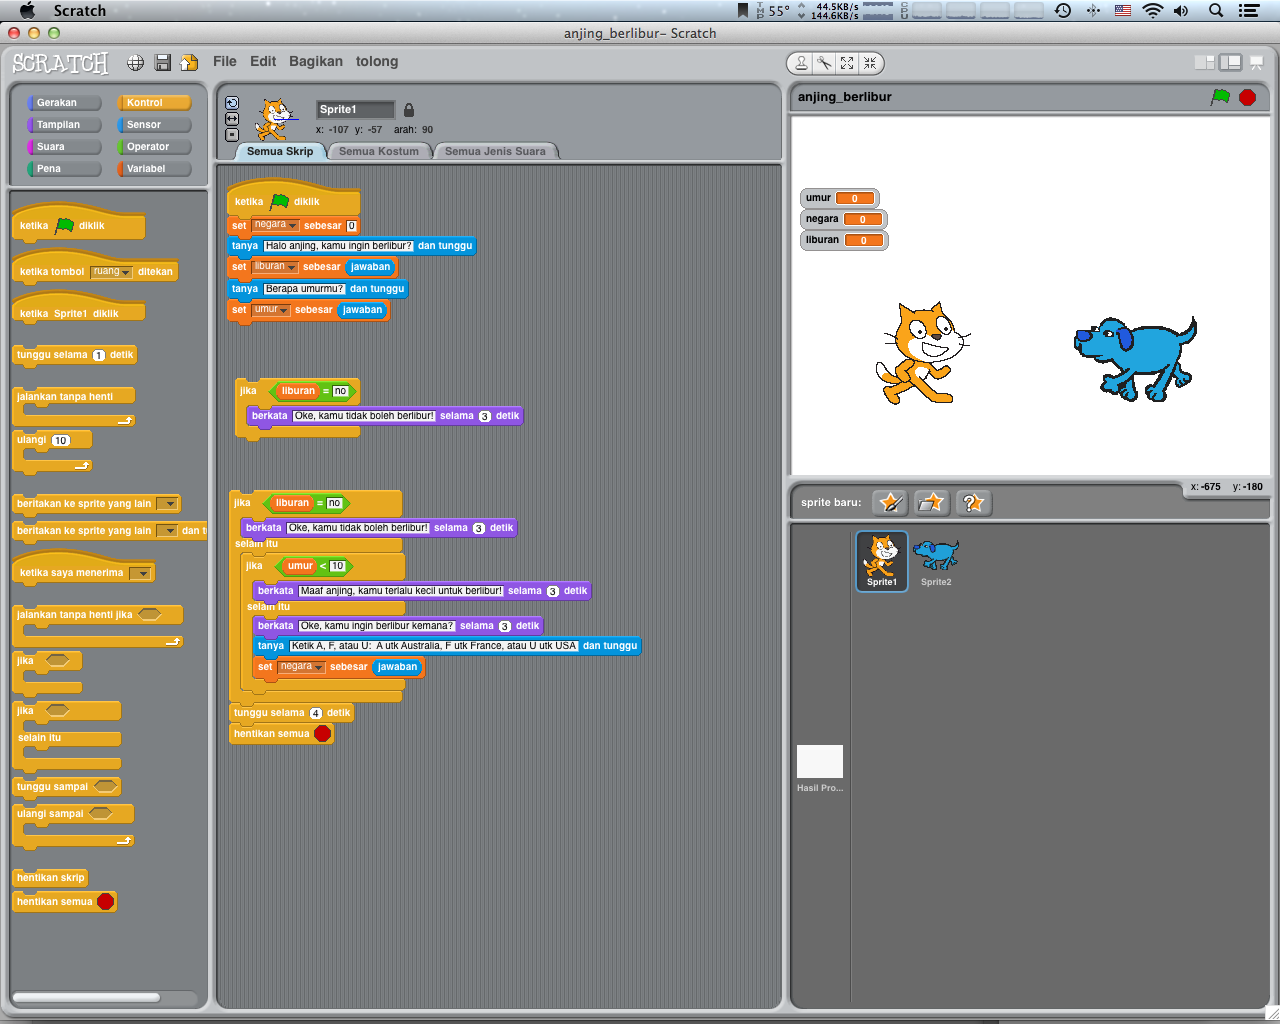 Scratch
55°
44.5KB/s
144.6KB/s
anjing_berlibur- Scratch
SCRATCH
File Edit Bagikan tolong
Gerakan Kontrol
Tampilan Sensor
Suara Operator
Pena Variabel
ketika diklik
ketika tombol ruang ditekan
ketika Sprite1 diklik
tunggu selama 1 detik
jalankan tanpa henti
ulangi 10
beritakan ke sprite yang lain
beritakan ke sprite yang lain dan tu
ketika saya menerima
jalankan tanpa henti jika
jika
jika
selain itu
tunggu sampai
ulangi sampai
hentikan skrip
hentikan semua
Sprite1
x: -107 y: -57 arah: 90
Semua Skrip Semua Kostum Semua Jenis Suara
ketika diklik
set negara sebesar 0
tanya Halo anjing, kamu ingin berlibur? dan tunggu
set liburan sebesar jawaban
tanya Berapa umurmu? dan tunggu
set umur sebesar jawaban
jika liburan = no
berkata Oke, kamu tidak boleh berlibur! selama 3 detik
jika liburan = no
berkata Oke, kamu tidak boleh berlibur! selama 3 detik
selain itu
jika umur < 10
berkata Maaf anjing, kamu terlalu kecil untuk berlibur! selama 3 detik
selain itu
berkata Oke, kamu ingin berlibur kemana? selama 3 detik
tanya Ketik A, F, atau U: A utk Australia, F utk France, atau U utk USA dan tunggu
set negara sebesar jawaban
tunggu selama 4 detik
hentikan semua
anjing_berlibur
umur 0
negara 0
liburan 0
x: -675 y: -180
sprite baru:
Sprite1 Sprite2
Hasil Pro...